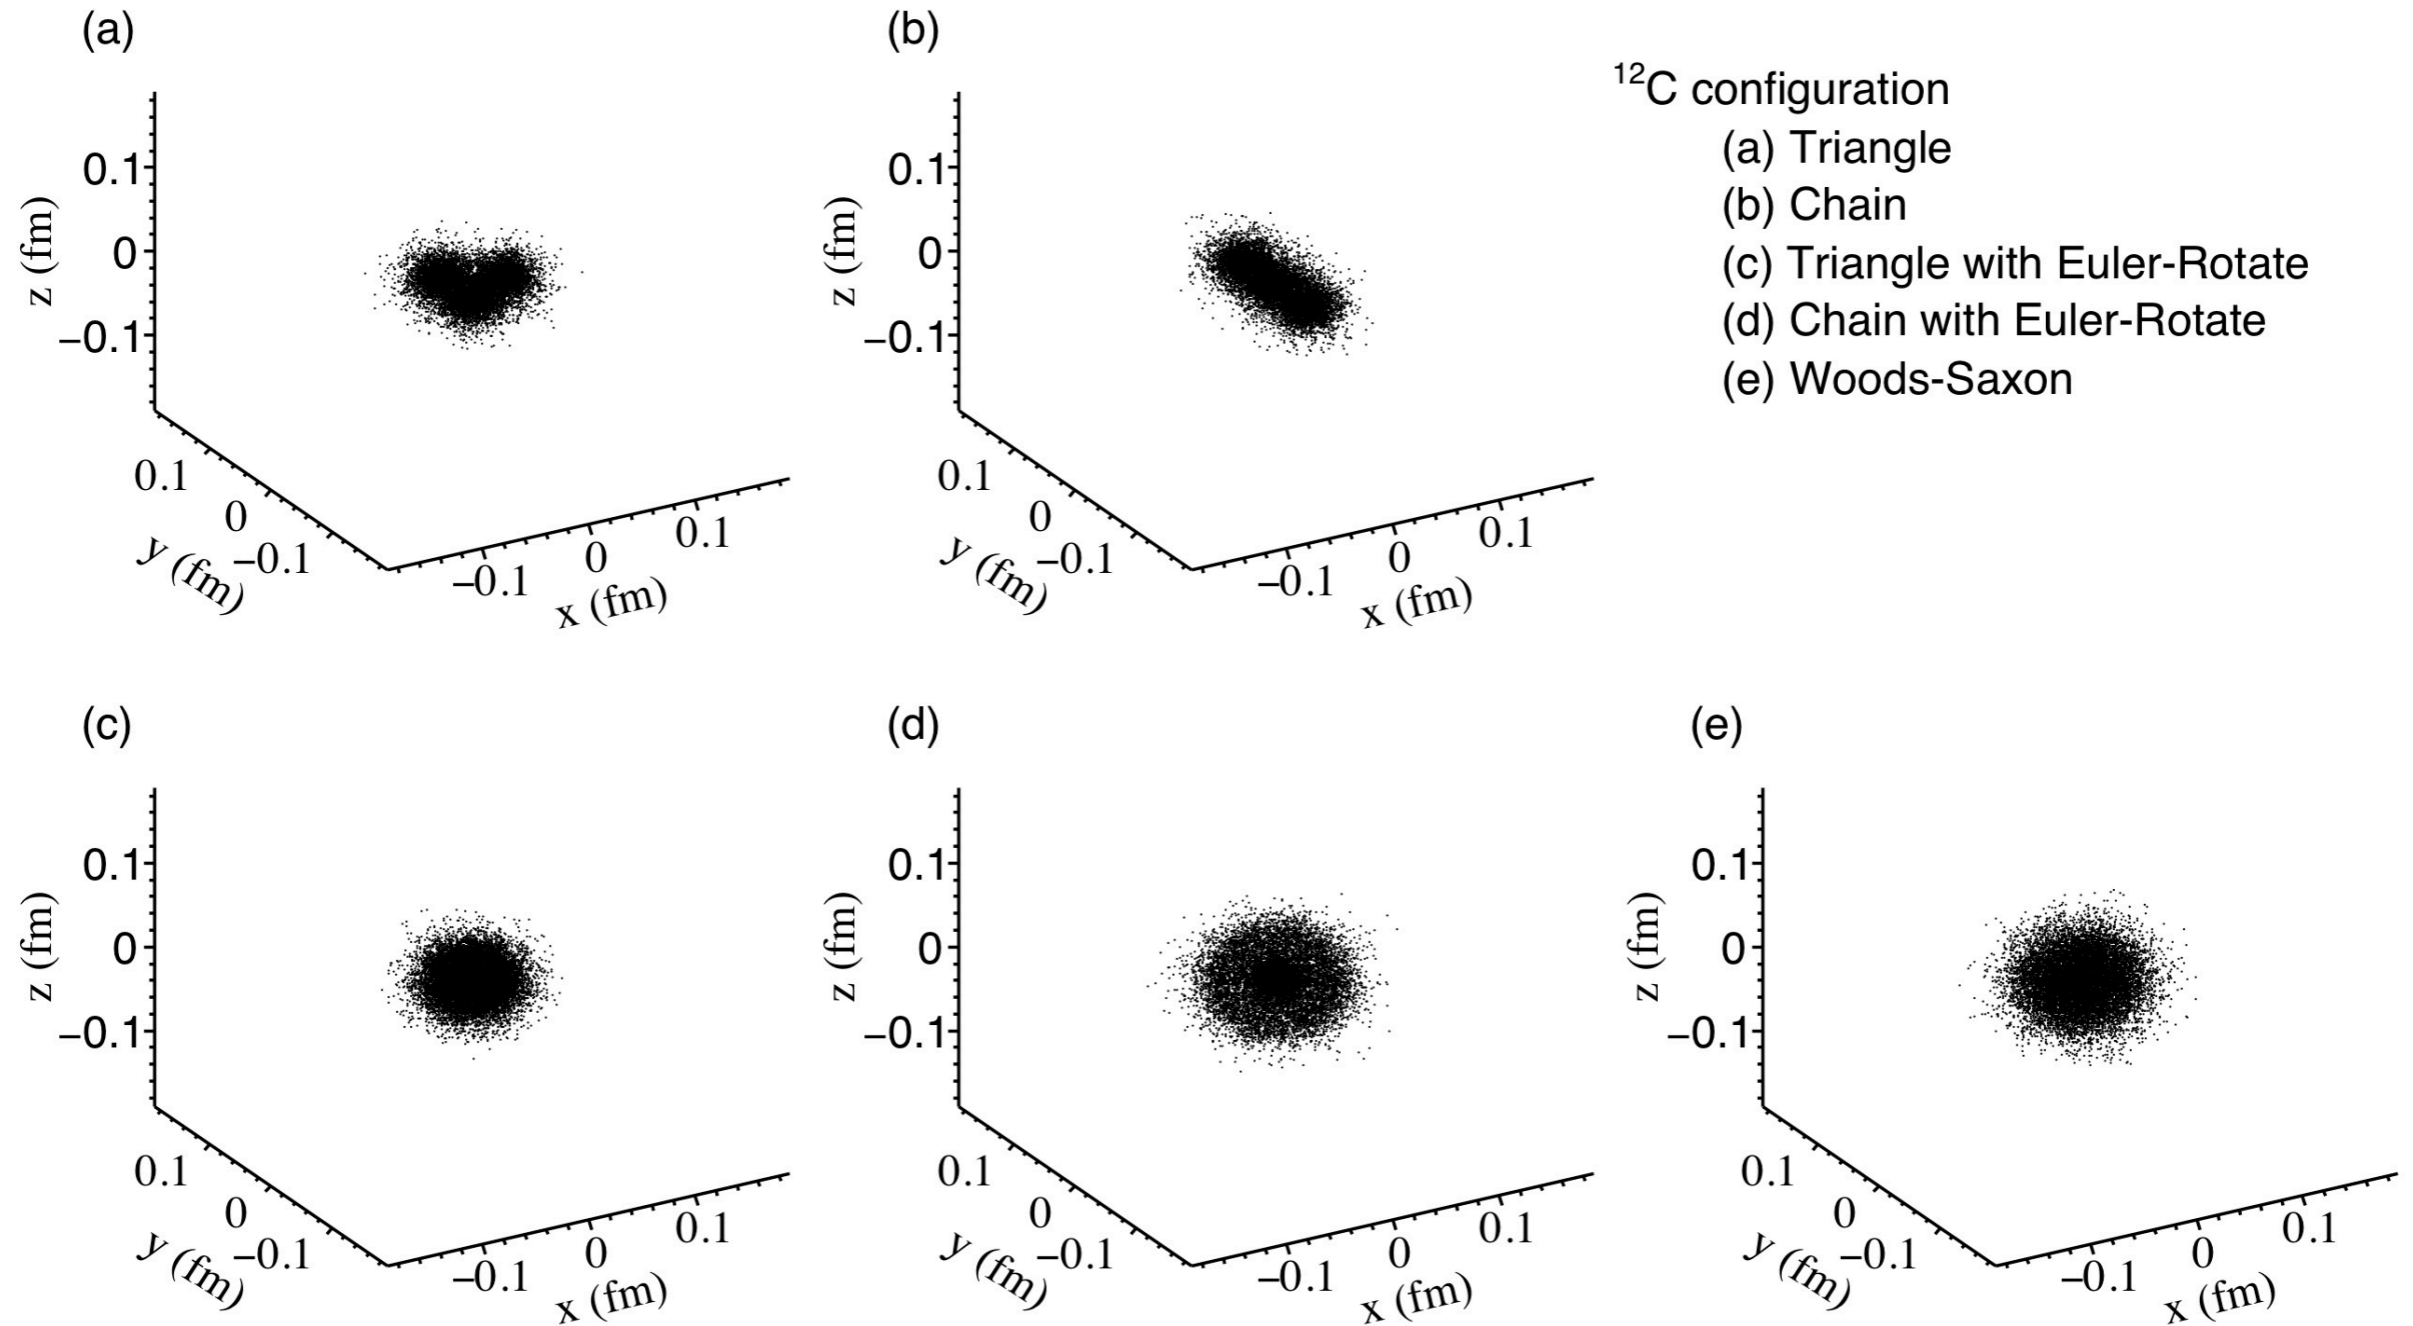 (a)
0.1
0
−0.1
z (fm)
0.1
0
−0.1
y (fm)
−0.1
0
0.1
x (fm)
(b)
0.1
0
−0.1
z (fm)
0.1
0
−0.1
y (fm)
−0.1
0
0.1
x (fm)
¹²C configuration
(a) Triangle
(b) Chain
(c) Triangle with Euler-Rotate
(d) Chain with Euler-Rotate
(e) Woods-Saxon
(c)
0.1
0
−0.1
z (fm)
0.1
0
−0.1
y (fm)
−0.1
0
0.1
x (fm)
(d)
0.1
0
−0.1
z (fm)
0.1
0
−0.1
y (fm)
−0.1
0
0.1
x (fm)
(e)
0.1
0
−0.1
z (fm)
0.1
0
−0.1
y (fm)
−0.1
0
0.1
x (fm)